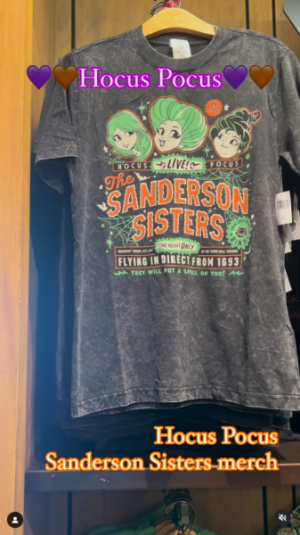 💜🤎Hocus Pocus💜🤎
HOCUS LIVE! POCUS
The
SANDERSON
SISTERS
ONE NIGHT ONLY
FLYING IN DIRECT FROM 1693
THEY WILL PUT A SPELL ON YOU!
Hocus Pocus
Sanderson Sisters merch